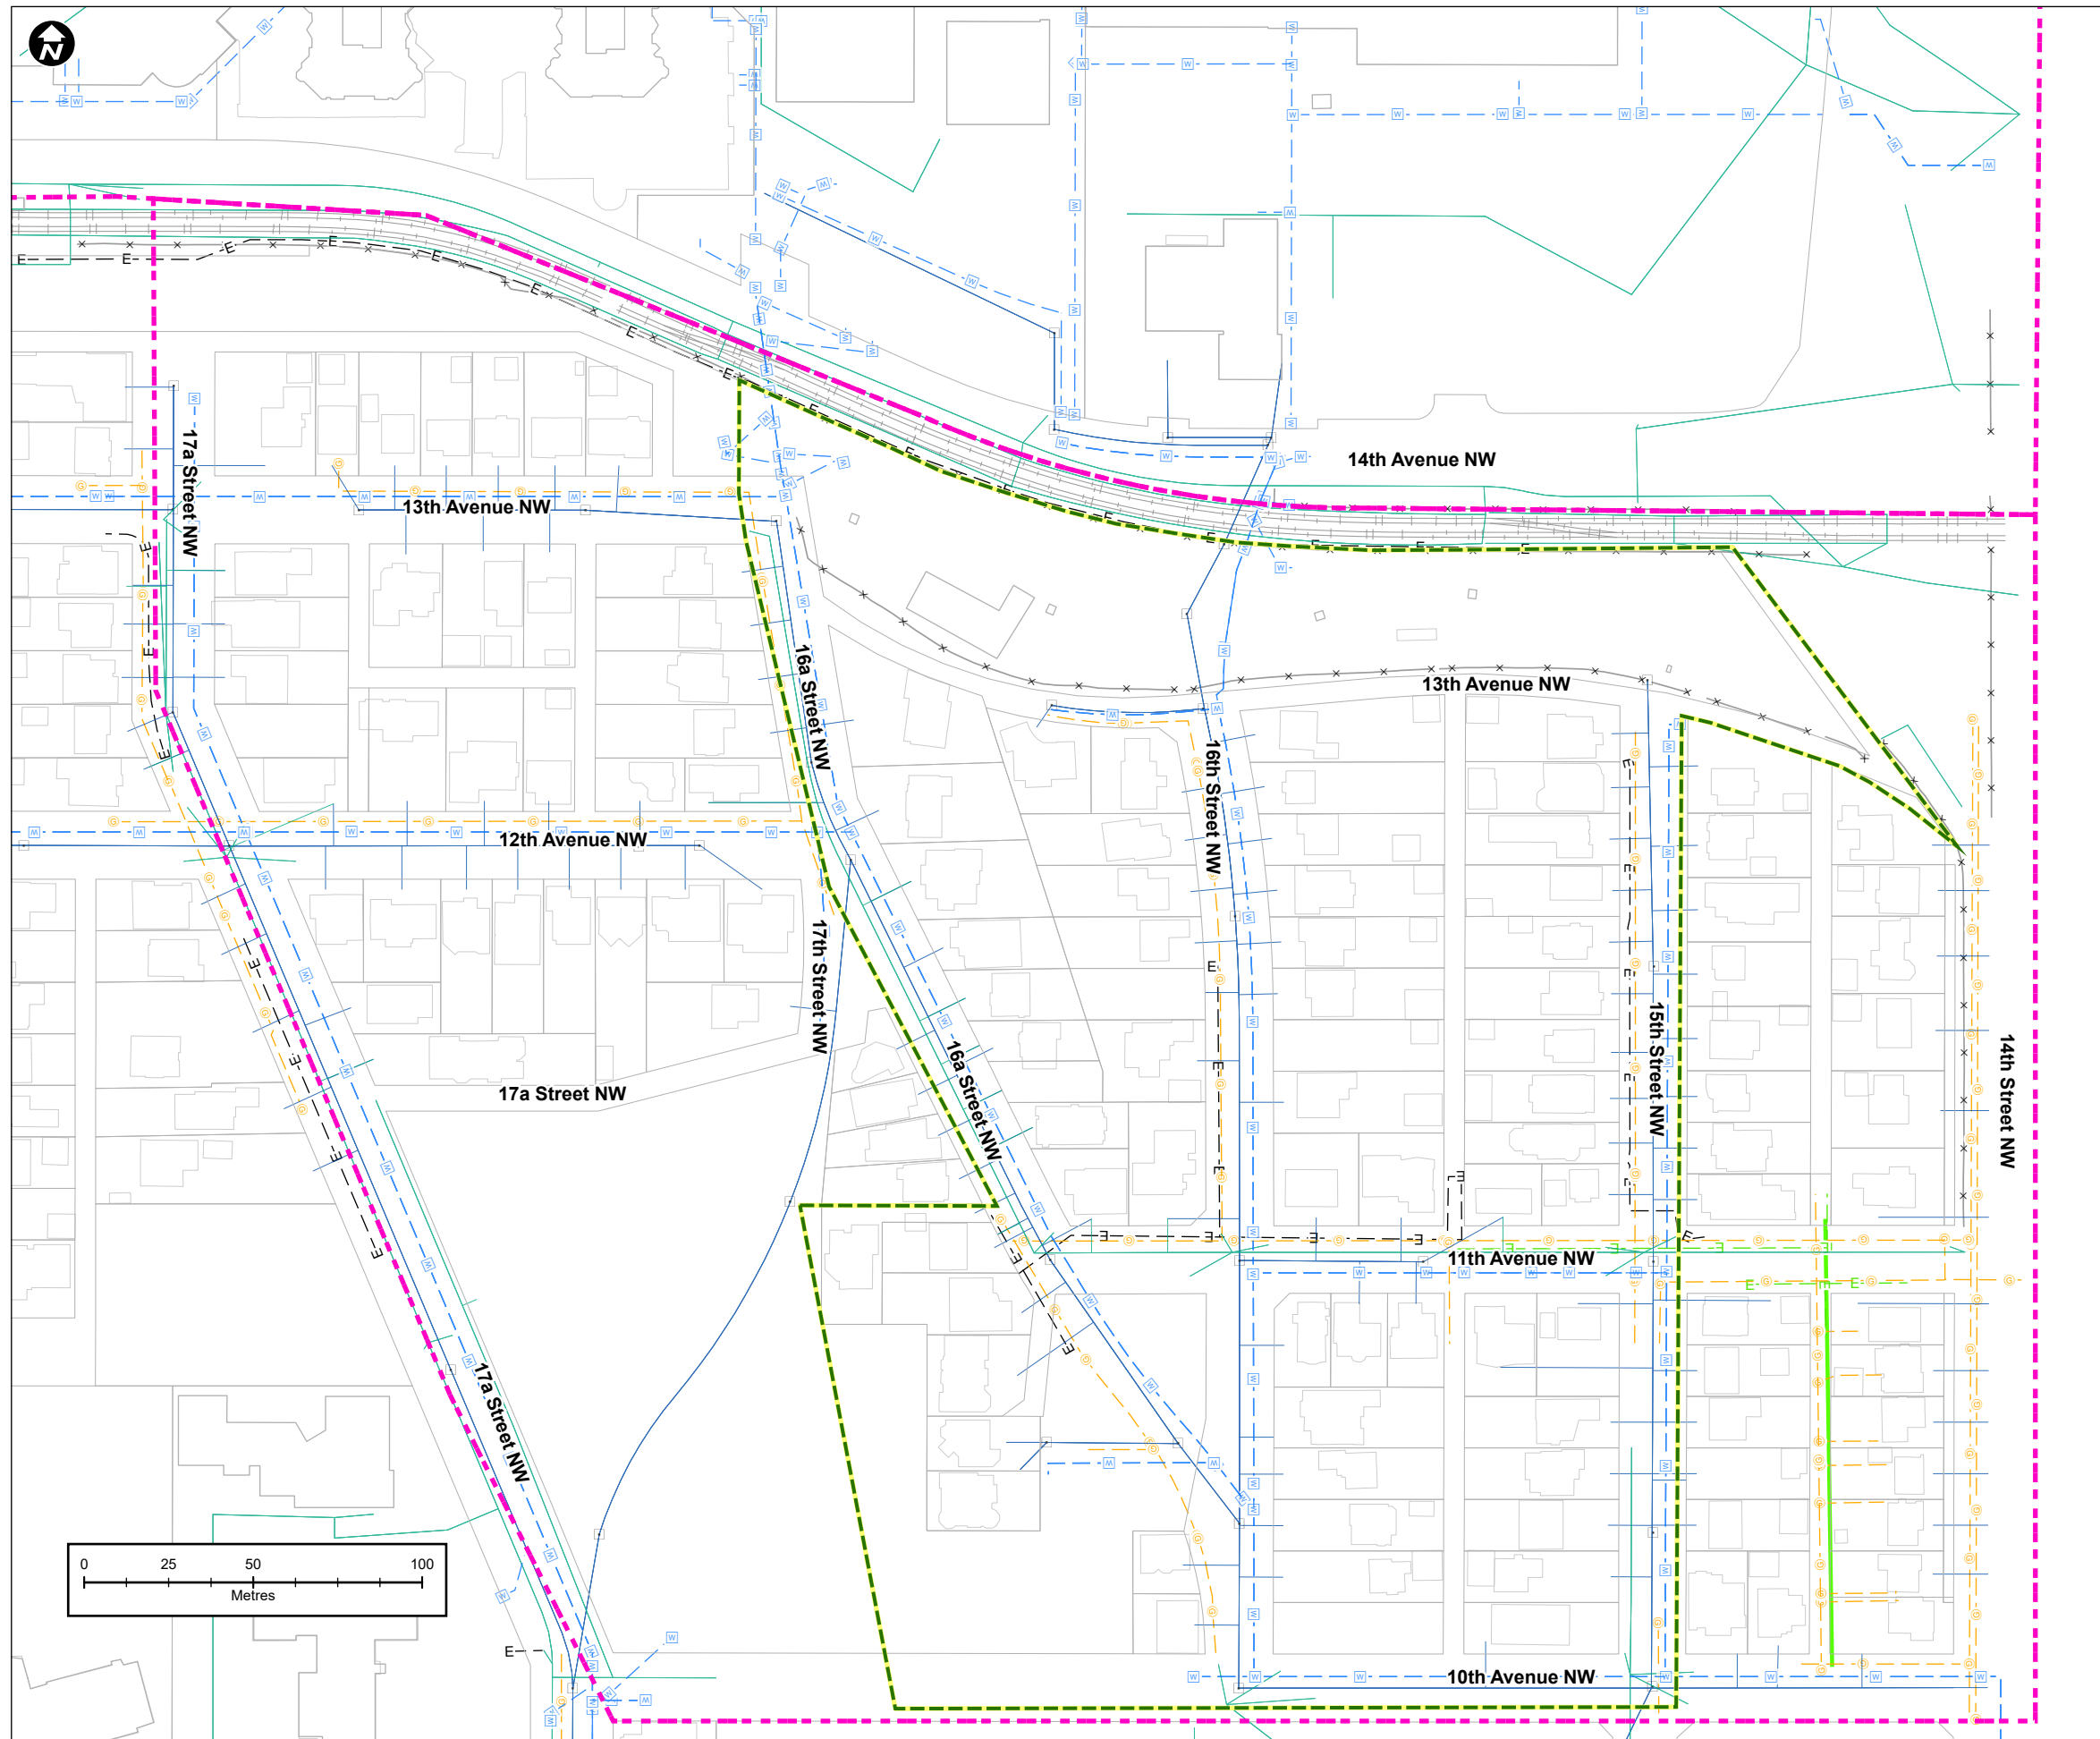 N
14th Avenue NW
17a Street NW
13th Avenue NW
16a Street NW
13th Avenue NW
16th Street NW
12th Avenue NW
17th Street NW
15th Street NW
14th Street NW
16a Street NW
17a Street NW
11th Avenue NW
17a Street NW
0 25 50 100
Metres
10th Avenue NW